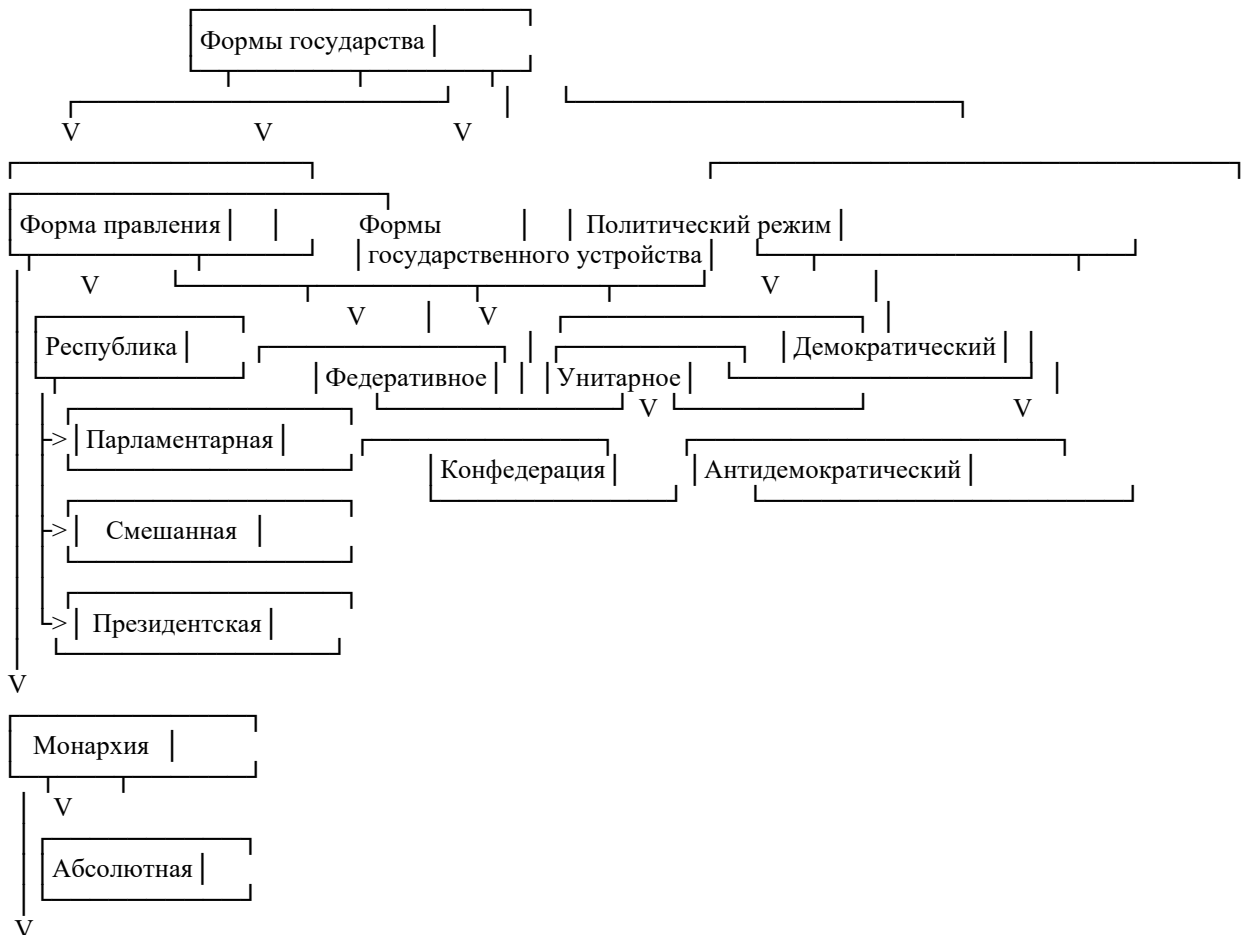 Формы государства
V V V
Форма правления Формы Политический режим
государственного устройства
V V
V V
Республика Демократический
Федеративное Унитарное
V V
> Парламентарная
Конфедерация Антидемократический
> Смешанная
> Президентская
V
Монархия
V
Абсолютная
V